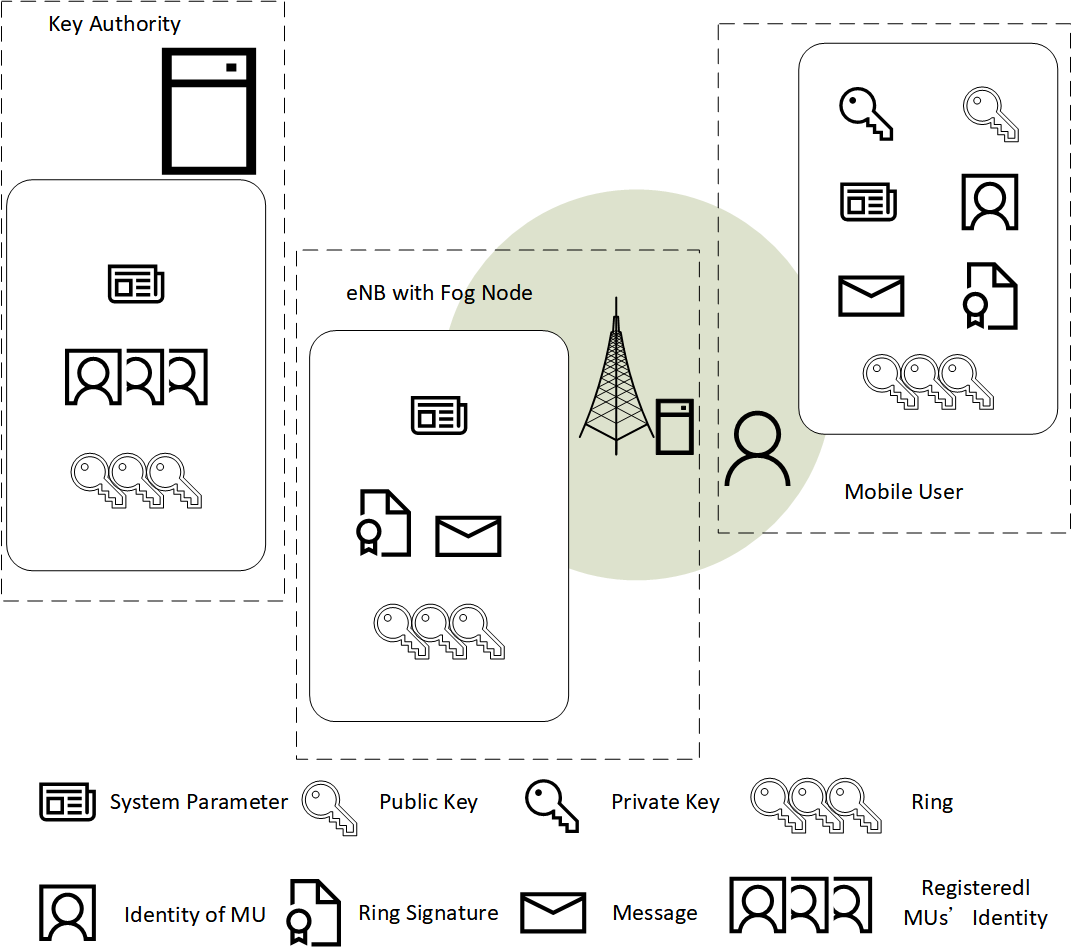 Key Authority
eNB with Fog Node
Mobile User
System Parameter
Public Key
Private Key
Ring
Identity of MU
Ring Signature
Message
Registeredl
MUs’ Identity